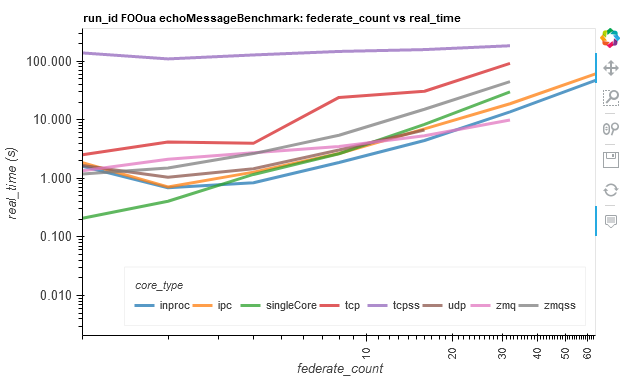 run_id FOOua echoMessageBenchmark: federate_count vs real_time
real_time (s)
100.000
10.000
1.000
0.100
0.010
core_type
inproc ipc singleCore tcp tcpss udp zmq zmqss
10 20 30 40 50 60
federate_count